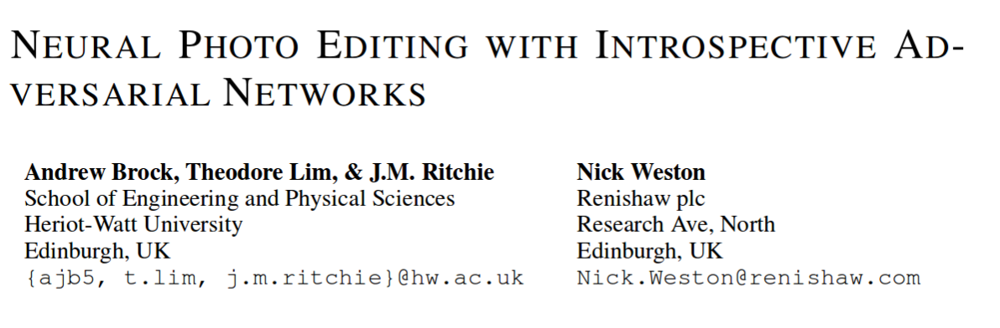 NEURAL PHOTO EDITING WITH INTROSPECTIVE AD-
VERSARIAL NETWORKS
Andrew Brock, Theodore Lim, & J.M. Ritchie
School of Engineering and Physical Sciences
Heriot-Watt University
Edinburgh, UK
{ajb5, t.lim, j.m.ritchie}@hw.ac.uk
Nick Weston
Renishaw plc
Research Ave, North
Edinburgh, UK
Nick.Weston@renishaw.com